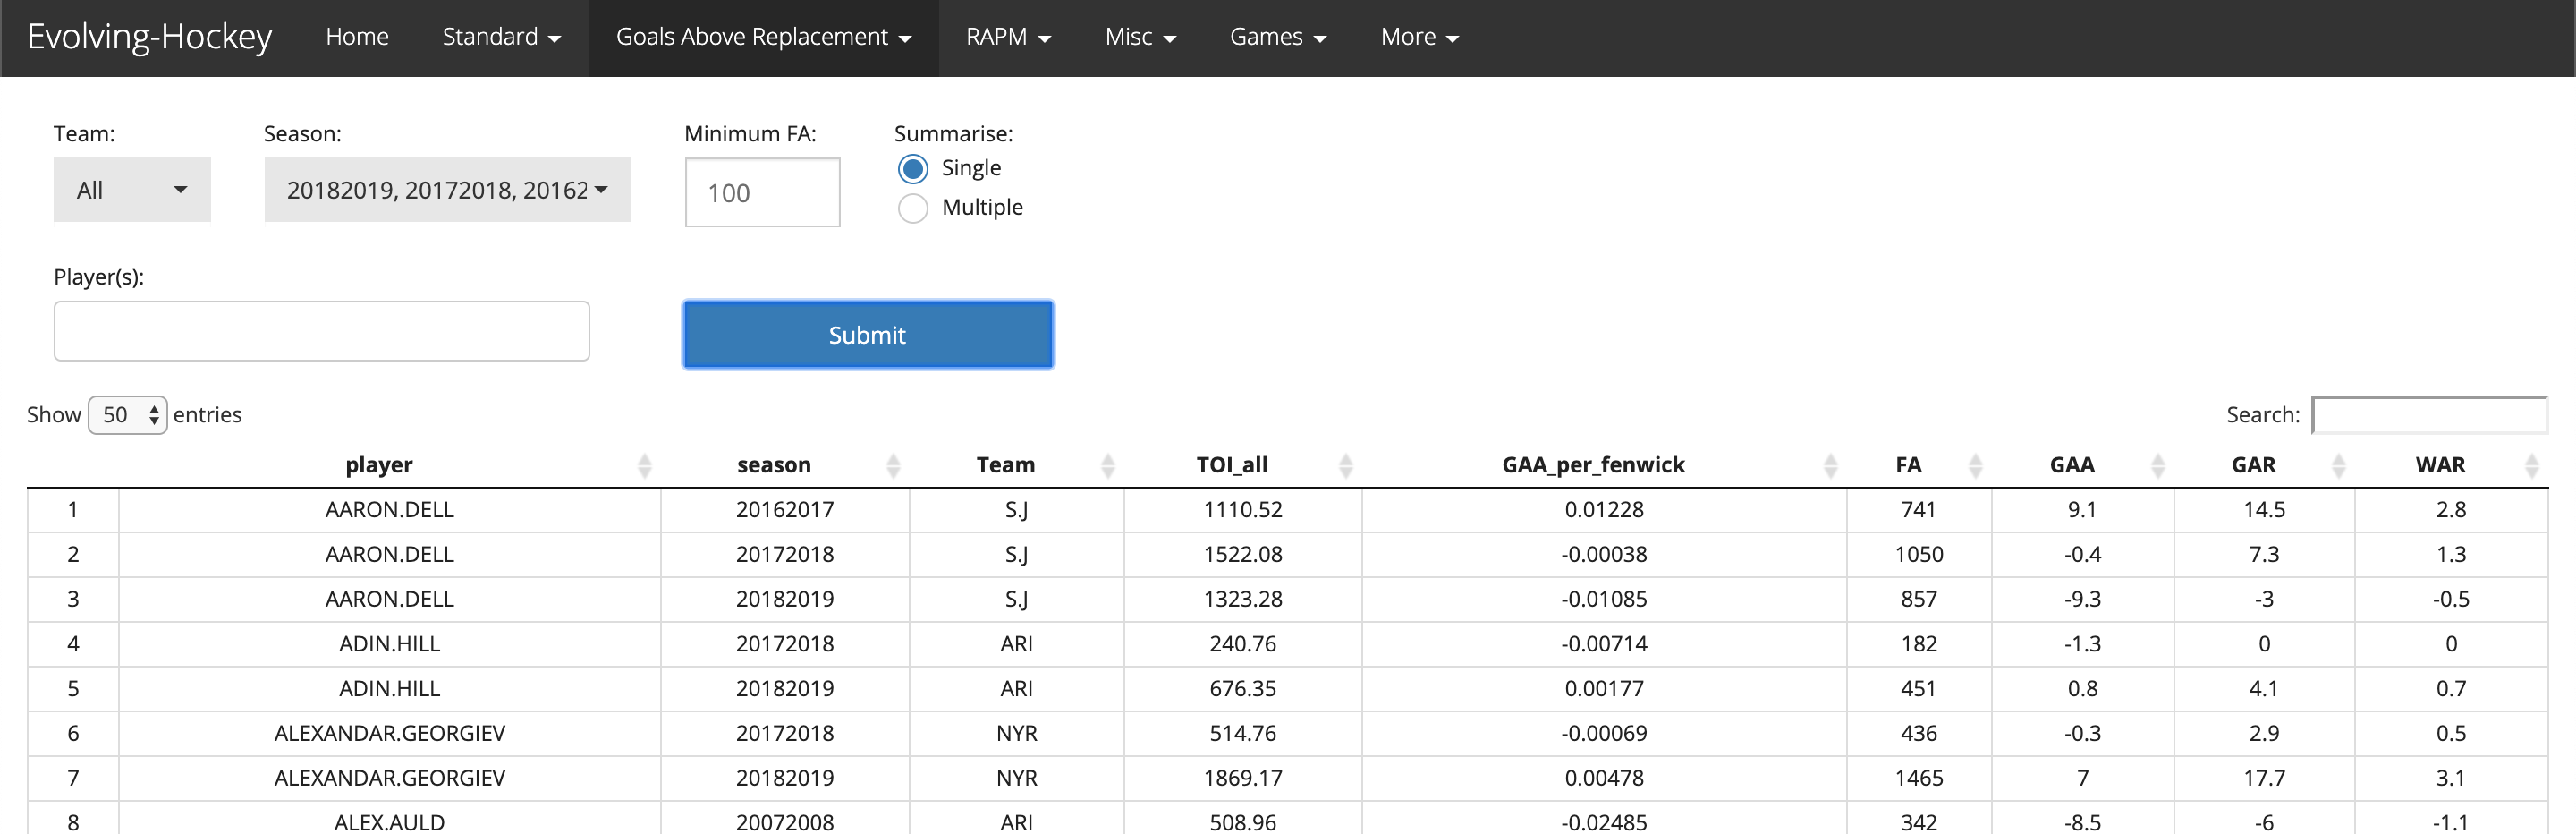 Evolving-Hockey Home Standard Goals Above Replacement RAPM Misc Games More
Team: Season: Minimum FA: Summarise:
All 20182019, 20172018, 20162 100 Single
Multiple
Player(s):
Submit
Show 50 entries Search:
player season Team TOI_all GAA_per_fenwick FA GAA GAR WAR
1 AARON.DELL 20162017 S.J 1110.52 0.01228 741 9.1 14.5 2.8
2 AARON.DELL 20172018 S.J 1522.08 -0.00038 1050 -0.4 7.3 1.3
3 AARON.DELL 20182019 S.J 1323.28 -0.01085 857 -9.3 -3 -0.5
4 ADIN.HILL 20172018 ARI 240.76 -0.00714 182 -1.3 0 0
5 ADIN.HILL 20182019 ARI 676.35 0.00177 451 0.8 4.1 0.7
6 ALEXANDAR.GEORGIEV 20172018 NYR 514.76 -0.00069 436 -0.3 2.9 0.5
7 ALEXANDAR.GEORGIEV 20182019 NYR 1869.17 0.00478 1465 7 17.7 3.1
8 ALEX.AULD 20072008 ARI 508.96 -0.02485 342 -8.5 -6 -1.1